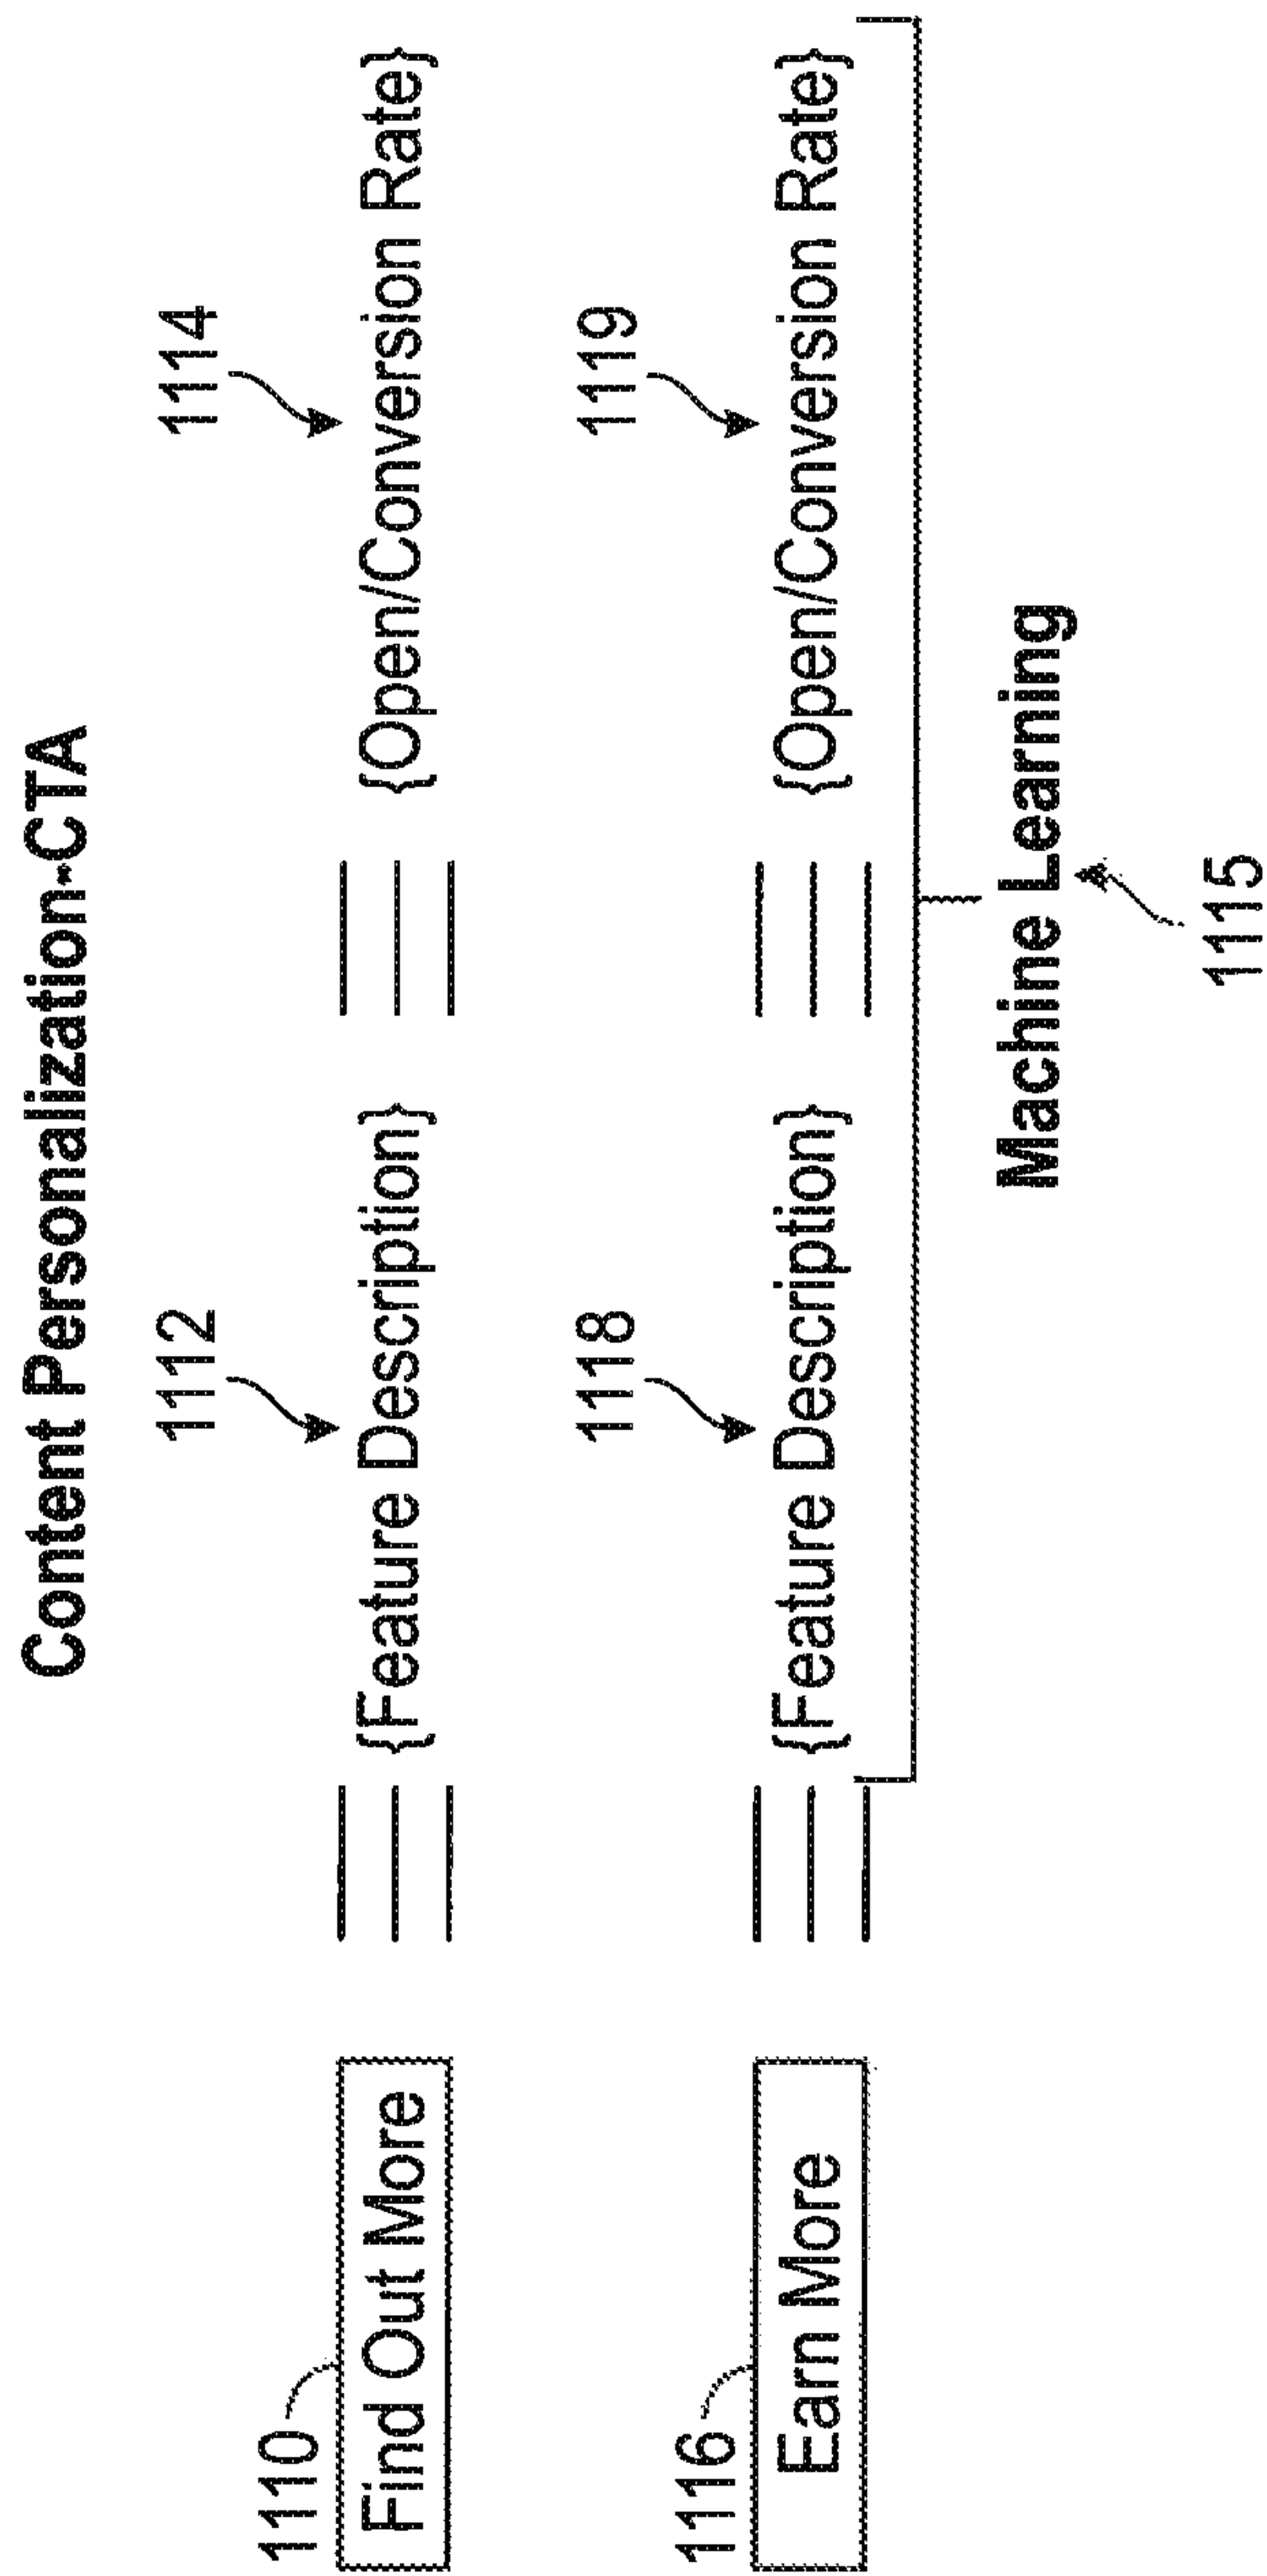 Content Personalization-CTA
1110
1112
1114
Find Out More
{Feature Description}
{Open/Conversion Rate}
1116
1118
1119
Earn More
{Feature Description}
{Open/Conversion Rate}
Machine Learning
1115